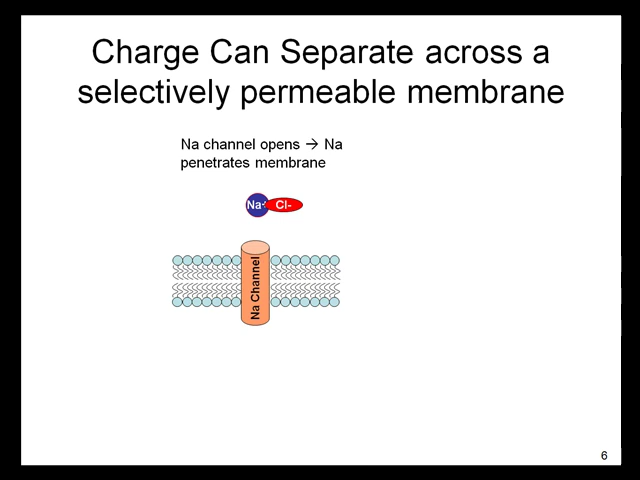 Charge Can Separate across a
selectively permeable membrane
Na channel opens → Na
penetrates membrane
Na+ Cl-
Na Channel
6